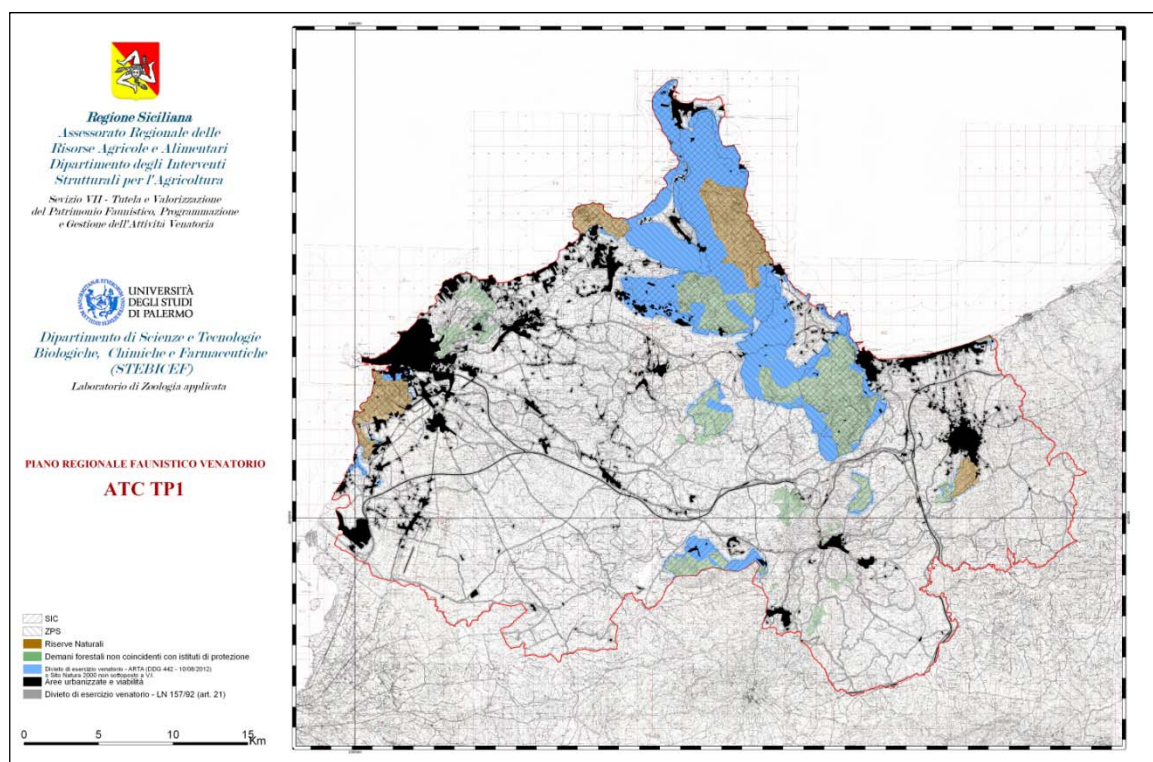 Regione Siciliana
Assessorato Regionale delle
Risorse Agricole e Alimentari
Dipartimento degli Interventi
Strutturali per l'Agricoltura
Sevizio VII - Tutela e Valorizzazione
del Patrimonio Faunistico, Programmazione
e Gestione dell'Attività Venatoria
UNIVERSITÀ
DEGLI STUDI
DI PALERMO
Dipartimento di Scienze e Tecnologie
Biologiche, Chimiche e Farmaceutiche
(STEBICEF)
Laboratorio di Zoologia applicata
PIANO REGIONALE FAUNISTICO VENATORIO
ATC TP1
SIC
ZPS
Riserve Naturali
Demani forestali non coincidenti con istituti di protezione
Divieto di esercizio venatorio - ARTA (DDG 442 - 10/08/2012)
o Sito Natura 2000 non sottoposto a V.I.
Aree urbanizzate e viabilità
Divieto di esercizio venatorio - LN 157/92 (art. 21)
0 5 10 15
Km